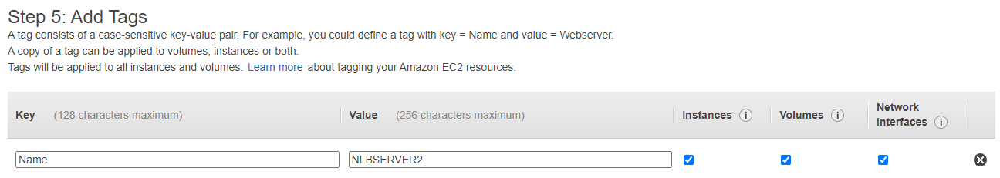 Step 5: Add Tags
A tag consists of a case-sensitive key-value pair. For example, you could define a tag with key = Name and value = Webserver.
A copy of a tag can be applied to volumes, instances or both.
Tags will be applied to all instances and volumes. Learn more about tagging your Amazon EC2 resources.
Key (128 characters maximum) Value (256 characters maximum) Instances i Volumes i Network Interfaces i
Name NLBSERVER2